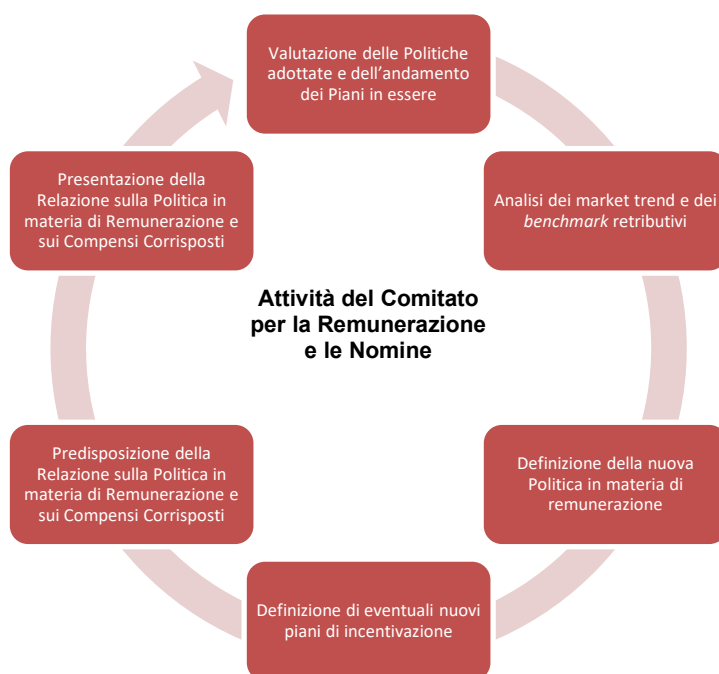 Valutazione delle Politiche
adottate e dell’andamento
dei Piani in essere
Analisi dei market trend e dei
benchmark retributivi
Definizione della nuova
Politica in materia di
remunerazione
Definizione di eventuali nuovi
piani di incentivazione
Predisposizione della
Relazione sulla Politica in
materia di Remunerazione e
sui Compensi Corrisposti
Presentazione della
Relazione sulla Politica in
materia di Remunerazione e
sui Compensi Corrisposti
Attività del Comitato
per la Remunerazione
e le Nomine